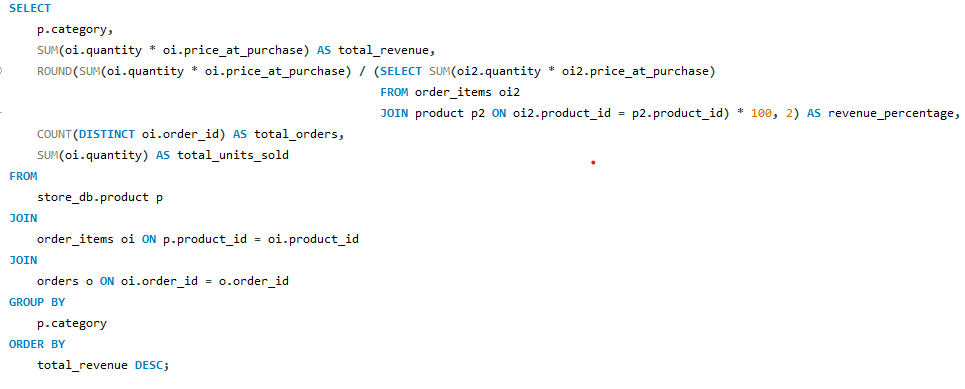 SELECT
p.category,
SUM(oi.quantity * oi.price_at_purchase) AS total_revenue,
ROUND(SUM(oi.quantity * oi.price_at_purchase) / (SELECT SUM(oi2.quantity * oi2.price_at_purchase)
FROM order_items oi2
JOIN product p2 ON oi2.product_id = p2.product_id) * 100, 2) AS revenue_percentage,
COUNT(DISTINCT oi.order_id) AS total_orders,
SUM(oi.quantity) AS total_units_sold
FROM
store_db.product p
JOIN
order_items oi ON p.product_id = oi.product_id
JOIN
orders o ON oi.order_id = o.order_id
GROUP BY
p.category
ORDER BY
total_revenue DESC;